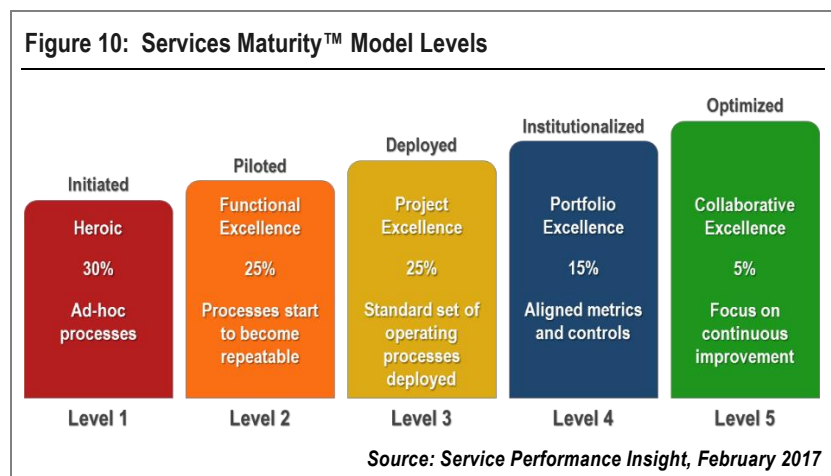 Figure 10:  Services Maturity™ Model Levels
Initiated
Heroic
30%
Ad-hoc
processes
Level 1
Piloted
Functional
Excellence
25%
Processes start
to become
repeatable
Level 2
Deployed
Project
Excellence
25%
Standard set of
operating
processes
deployed
Level 3
Institutionalized
Portfolio
Excellence
15%
Aligned metrics
and controls
Level 4
Optimized
Collaborative
Excellence
5%
Focus on
continuous
improvement
Level 5
Source: Service Performance Insight, February 2017